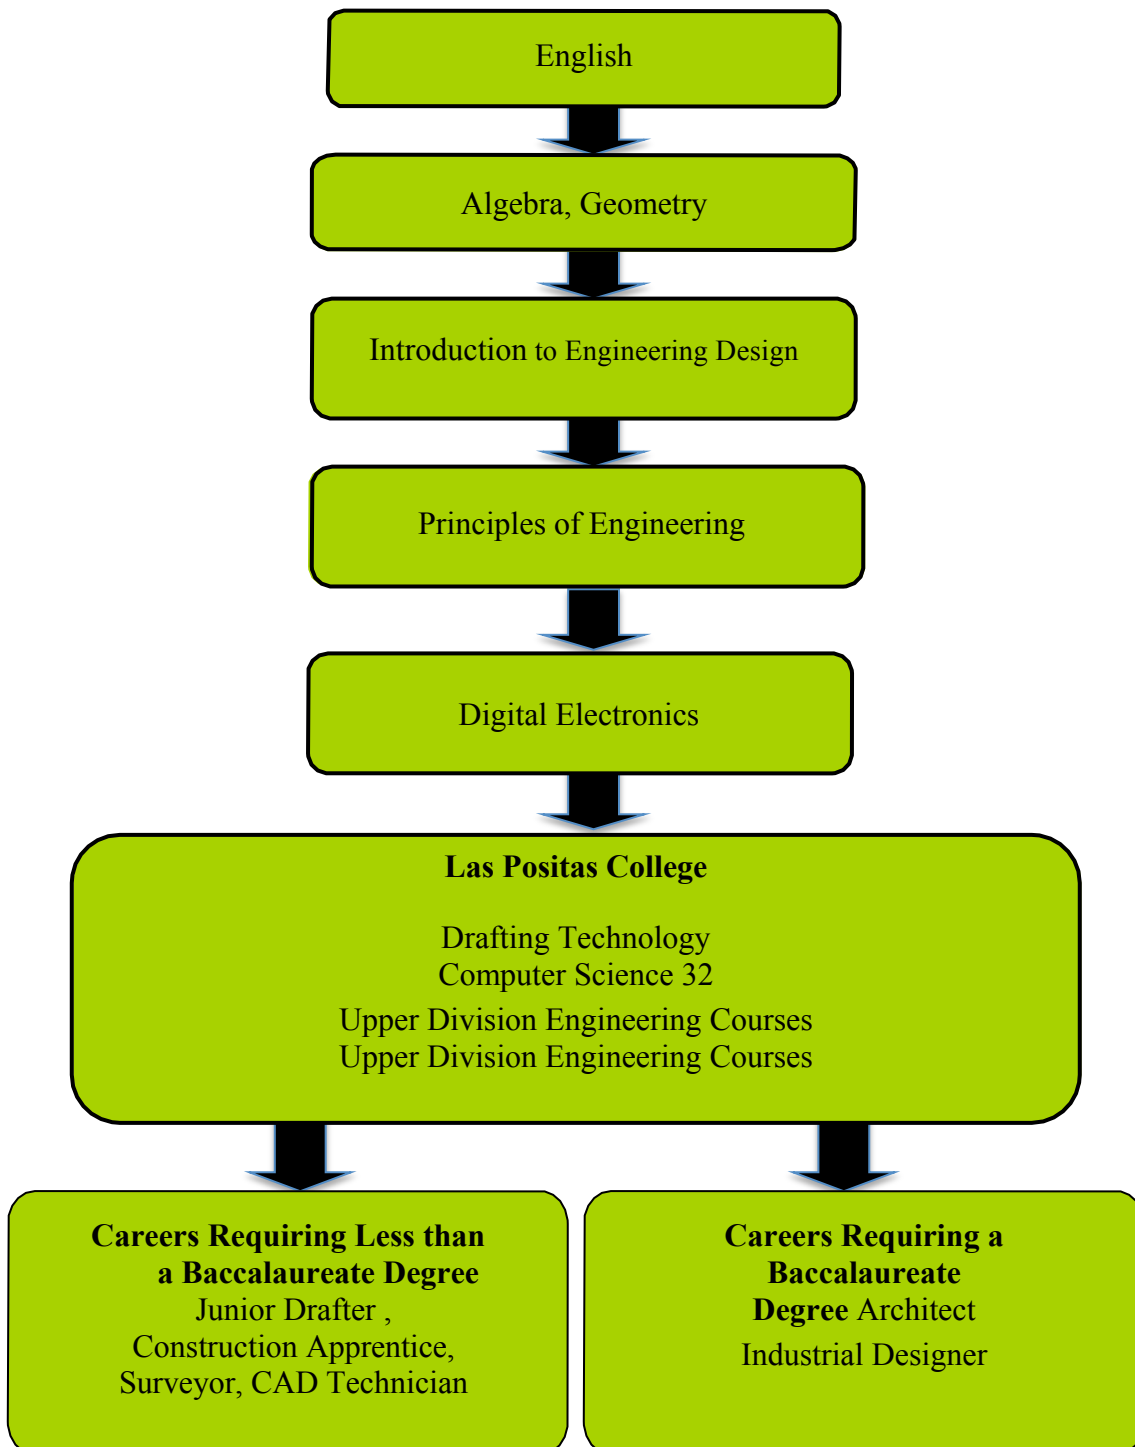 English
Algebra, Geometry
Introduction to Engineering Design
Principles of Engineering
Digital Electronics
Las Positas College
Drafting Technology
Computer Science 32
Upper Division Engineering Courses
Upper Division Engineering Courses
Careers Requiring Less than
a Baccalaureate Degree
Junior Drafter ,
Construction Apprentice,
Surveyor, CAD Technician
Careers Requiring a
Baccalaureate
Degree Architect
Industrial Designer